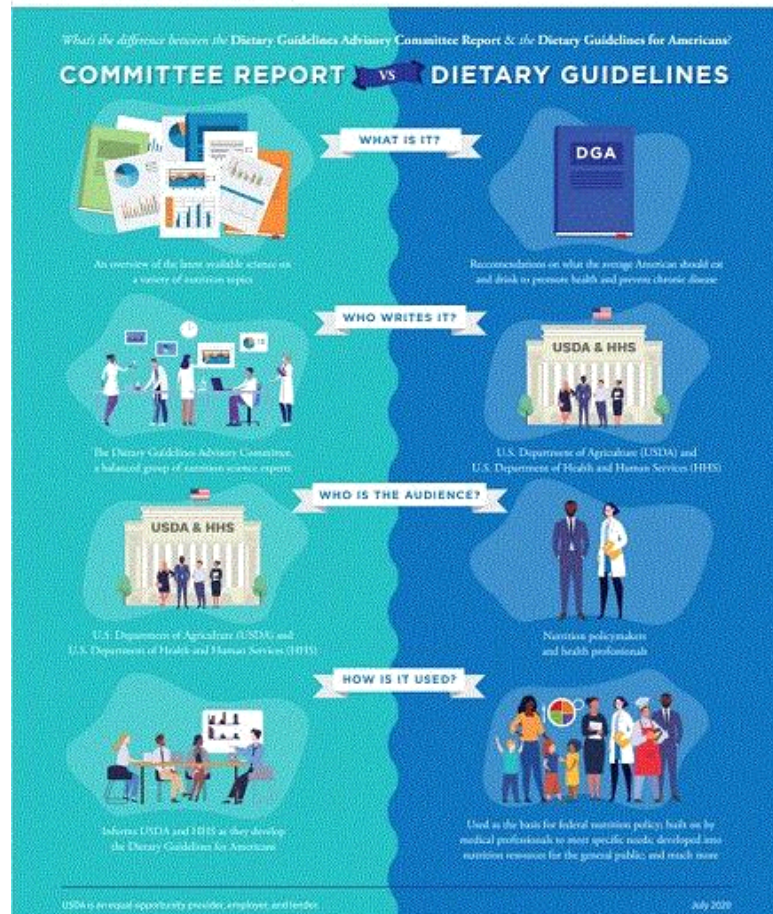 What's the difference between the Dietary Guidelines Advisory Committee Report & the Dietary Guidelines for Americans?
COMMITTEE REPORT VS DIETARY GUIDELINES
WHAT IS IT?
DGA
An overview of the latest available science on
a variety of nutrition topics
Reccomendations on what the average American should eat
and drink to promote health and prevent chronic disease
WHO WRITES IT?
USDA & HHS
The Dietary Guidelines Advisory Committee,
a balanced group of nutrition science experts
U.S. Department of Agriculture (USDA) and
U.S. Department of Health and Human Services (HHS)
WHO IS THE AUDIENCE?
USDA & HHS
U.S. Department of Agriculture (USDA) and
U.S. Department of Health and Human Services (HHS)
Nutrition policymakers
and health professionals
HOW IS IT USED?
Informs USDA and HHS as they develop
the Dietary Guidelines for Americans
Used as the basis for federal nutrition policy; built on by
medical professionals to meet specific needs; developed into
nutrition resources for the general public; and much more
USDA is an equal opportunity provider, employer, and lender.
July 2020